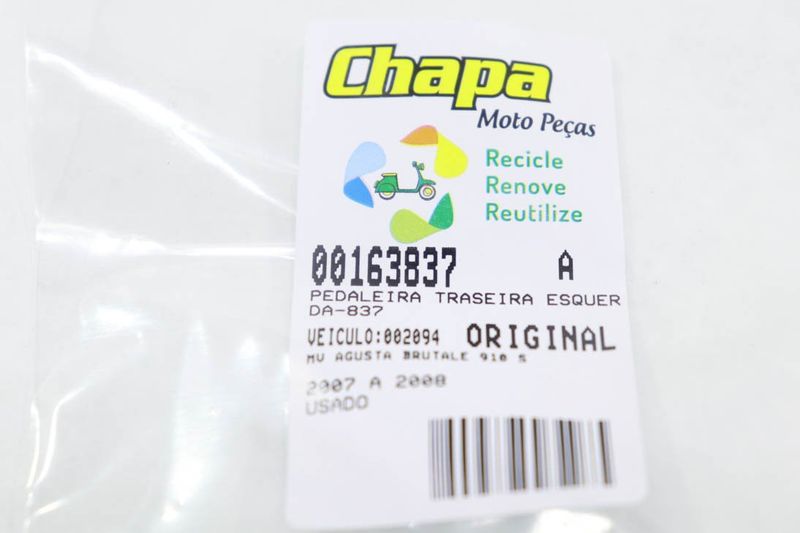 Chapa
Moto Peças
Recicle
Renove
Reutilize
00163837 A
PEDALEIRA TRASEIRA ESQUER
DA-837
VEICULO:002094 ORIGINAL
MV AGUSTA BRUTALE 910 S
2007 A 2008
USADO